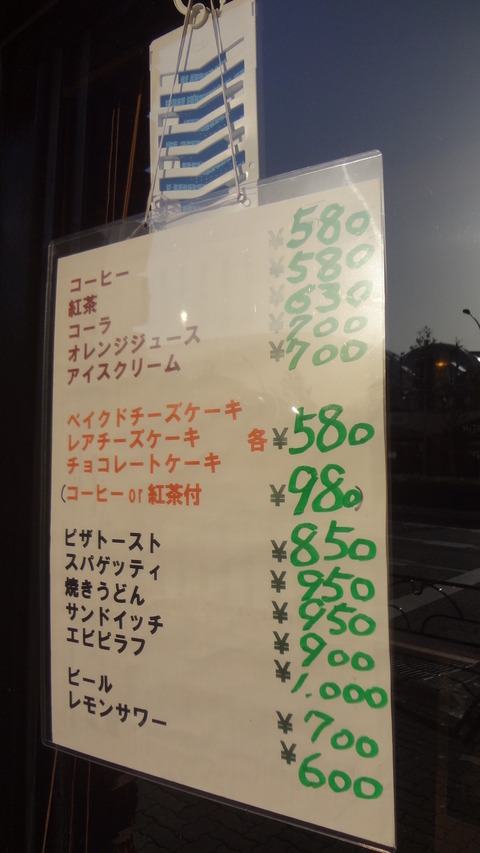 コーヒー ¥580
紅茶 ¥580
コーラ ¥630
オレンジジュース ¥700
アイスクリーム ¥700
ベイクドチーズケーキ
レアチーズケーキ 各¥580
チョコレートケーキ
(コーヒーor紅茶付 ¥980)
ピザトースト ¥850
スパゲッティ ¥950
焼きうどん ¥950
サンドイッチ ¥900
エビピラフ ¥1.000
ビール ¥700
レモンサワー ¥600